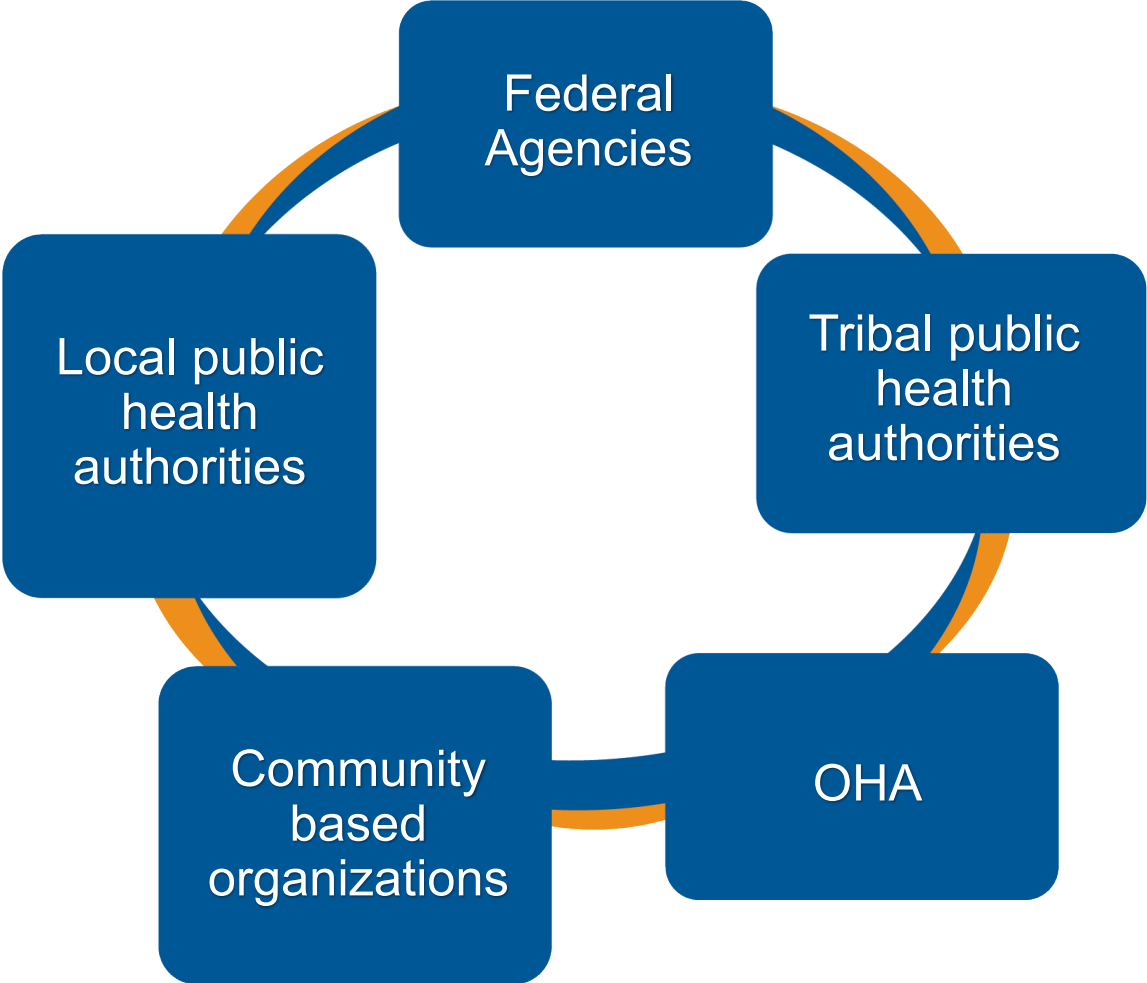 Federal
Agencies
Local public
health
authorities
Tribal public
health
authorities
Community
based
organizations
OHA